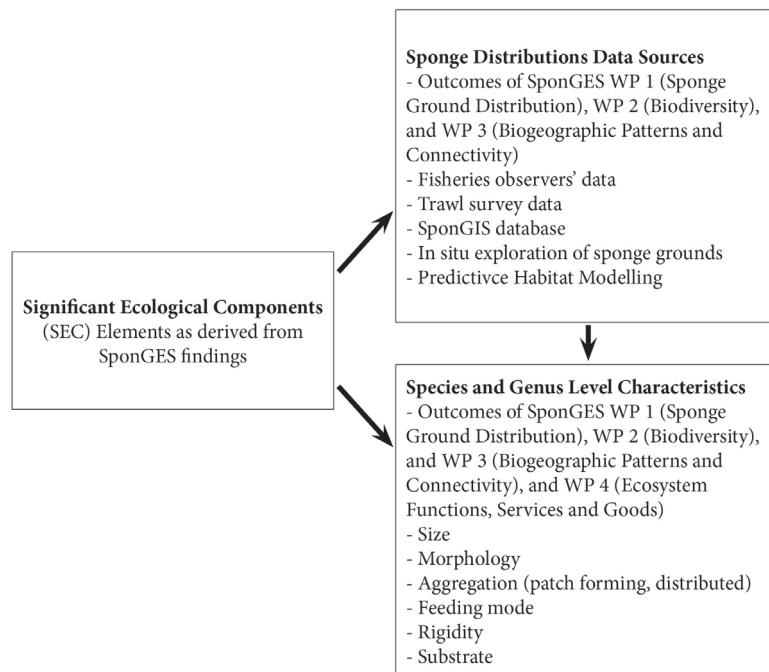 Sponge Distributions Data Sources
- Outcomes of SponGES WP 1 (Sponge
Ground Distribution), WP 2 (Biodiversity),
and WP 3 (Biogeographic Patterns and
Connectivity)
- Fisheries observers’ data
- Trawl survey data
- SponGIS database
- In situ exploration of sponge grounds
- Predictivce Habitat Modelling
Significant Ecological Components
(SEC) Elements as derived from
SponGES findings
Species and Genus Level Characteristics
- Outcomes of SponGES WP 1 (Sponge
Ground Distribution), WP 2 (Biodiversity),
and WP 3 (Biogeographic Patterns and
Connectivity), and WP 4 (Ecosystem
Functions, Services and Goods)
- Size
- Morphology
- Aggregation (patch forming, distributed)
- Feeding mode
- Rigidity
- Substrate